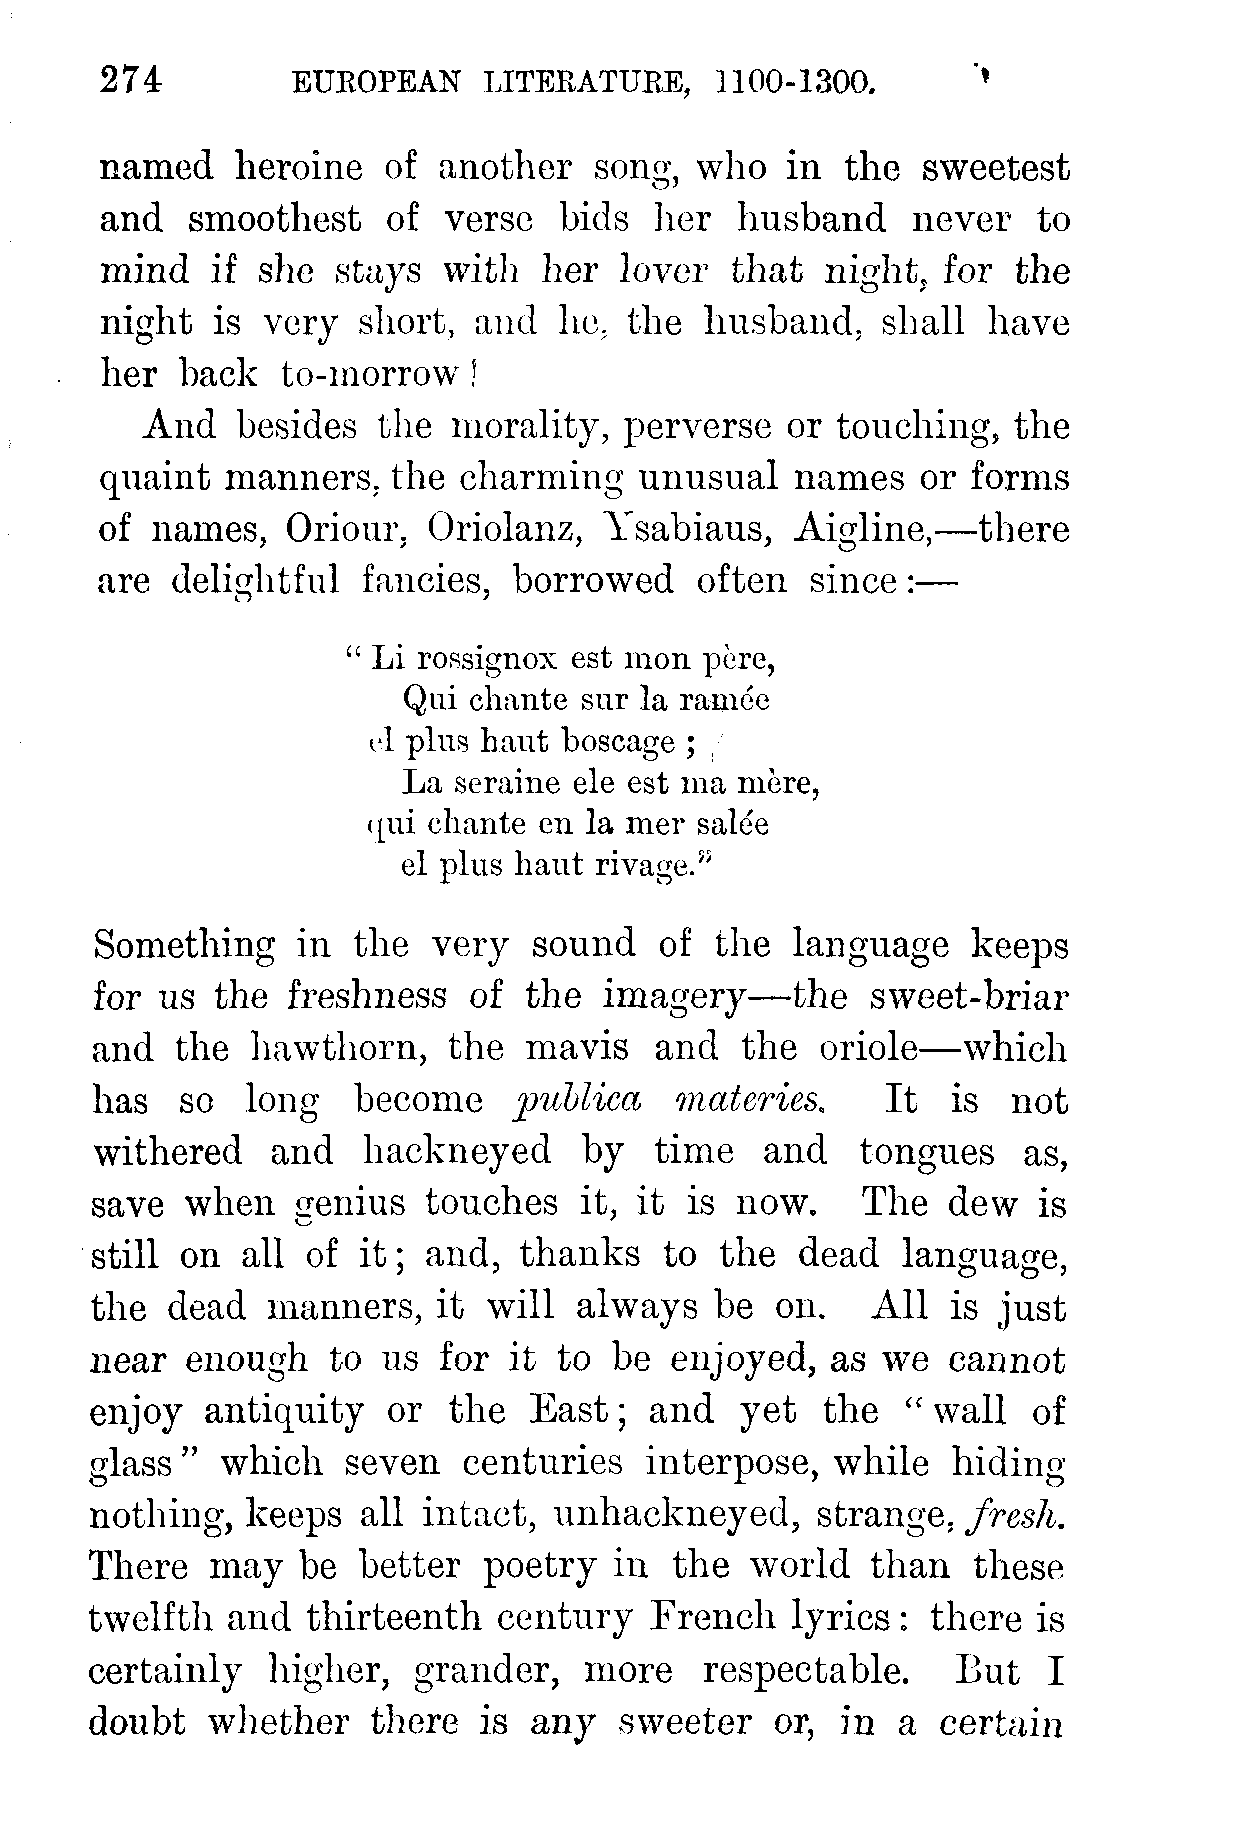 274 EUROPEAN LITERATURE, 1100-1300.
named heroine of another song, who in the sweetest
and smoothest of verse bids her husband never to
mind if she stays with her lover that night, for the
night is very short, and he, the husband, shall have
her back to-morrow !
And besides the morality, perverse or touching, the
quaint manners, the charming unusual names or forms
of names, Oriour, Oriolanz, Ysabiaus, Aigline,—there
are delightful fancies, borrowed often since :—
“ Li rossignox est mon père,
Qui chante sur la ramée
el plus haut boscage ;
La seraine ele est ma mère,
qui chante en la mer salée
el plus haut rivage.”
Something in the very sound of the language keeps
for us the freshness of the imagery—the sweet-briar
and the hawthorn, the mavis and the oriole—which
has so long become publica materies. It is not
withered and hackneyed by time and tongues as,
save when genius touches it, it is now. The dew is
still on all of it ; and, thanks to the dead language,
the dead manners, it will always be on. All is just
near enough to us for it to be enjoyed, as we cannot
enjoy antiquity or the East ; and yet the “ wall of
glass ” which seven centuries interpose, while hiding
nothing, keeps all intact, unhackneyed, strange, fresh.
There may be better poetry in the world than these
twelfth and thirteenth century French lyrics : there is
certainly higher, grander, more respectable. But I
doubt whether there is any sweeter or, in a certain